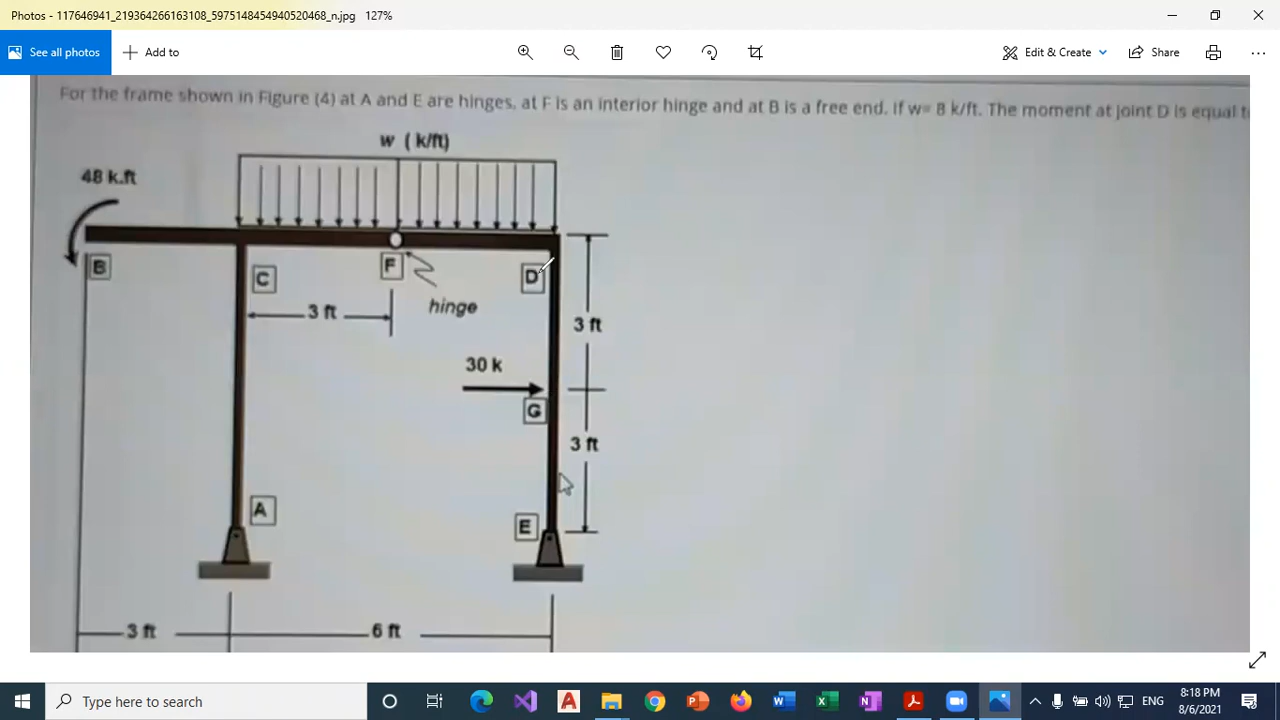 Photos - 117646941_219364266163108_5975148454940520468_n.jpg 127%
See all photos
Add to
Edit & Create
Share
For the frame shown in Figure (4) at A and E are hinges, at F is an interior hinge and at B is a free end. If w= 8 k/ft. The moment at joint D is equal t
w ( k/ft)
48 k.ft
B
C
F
D
hinge
3 ft
3 ft
30 k
G
3 ft
A
E
3 ft
6 ft
Type here to search
ENG
8:18 PM
8/6/2021